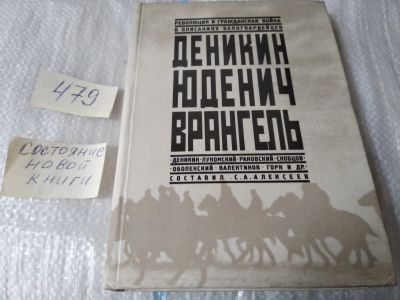 РЕВОЛЮЦИЯ И ГРАЖДАНСКАЯ ВОЙНА
В ОПИСАНИЯХ БЕЛОГВАРДЕЙЦЕВ
ДЕНИКИН
ЮДЕНИЧ
ВРАНГЕЛЬ
·ДЕНИКИН·ЛУКОМСКИЙ·РАКОВСКИЙ·СКОБЦОВ·
·ОБОЛЕНСКИЙ·ВАЛЕНТИНОВ·ГОРН И ДР.
СОСТАВИЛ С.А.АЛЕКСЕЕВ
479
СОСТОЯНИЕ
НОВОЙ
КНИГИ